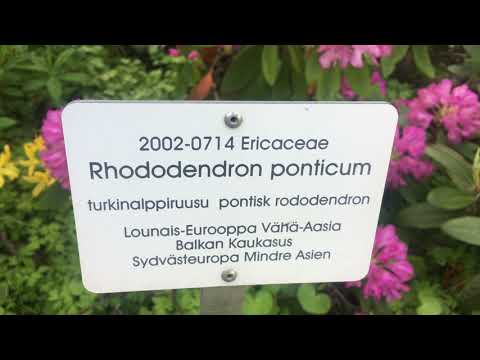 2002-0714 Ericaceae
Rhododendron ponticum
turkinalppiruusu pontisk rododendron
Lounais-Eurooppa Vähä-Aasia
Balkan Kaukasus
Sydvästeuropa Mindre Asien